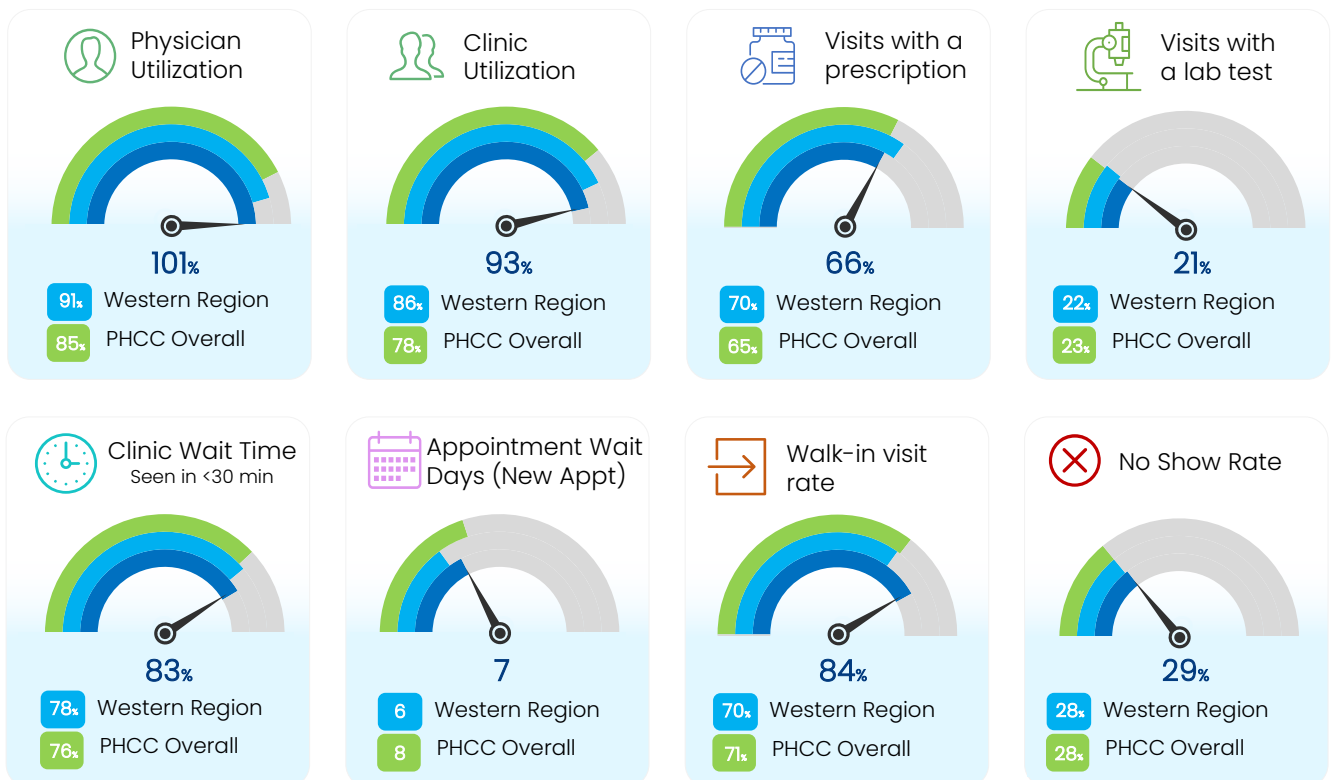 Physician
Utilization
101%
91% Western Region
85% PHCC Overall
Clinic
Utilization
93%
86% Western Region
78% PHCC Overall
Visits with a
prescription
66%
70% Western Region
65% PHCC Overall
Visits with
a lab test
21%
22% Western Region
23% PHCC Overall
Clinic Wait Time
Seen in <30 min
83%
78% Western Region
76% PHCC Overall
Appointment Wait
Days (New Appt)
7
6 Western Region
8 PHCC Overall
Walk-in visit
rate
84%
70% Western Region
71% PHCC Overall
No Show Rate
29%
28% Western Region
28% PHCC Overall